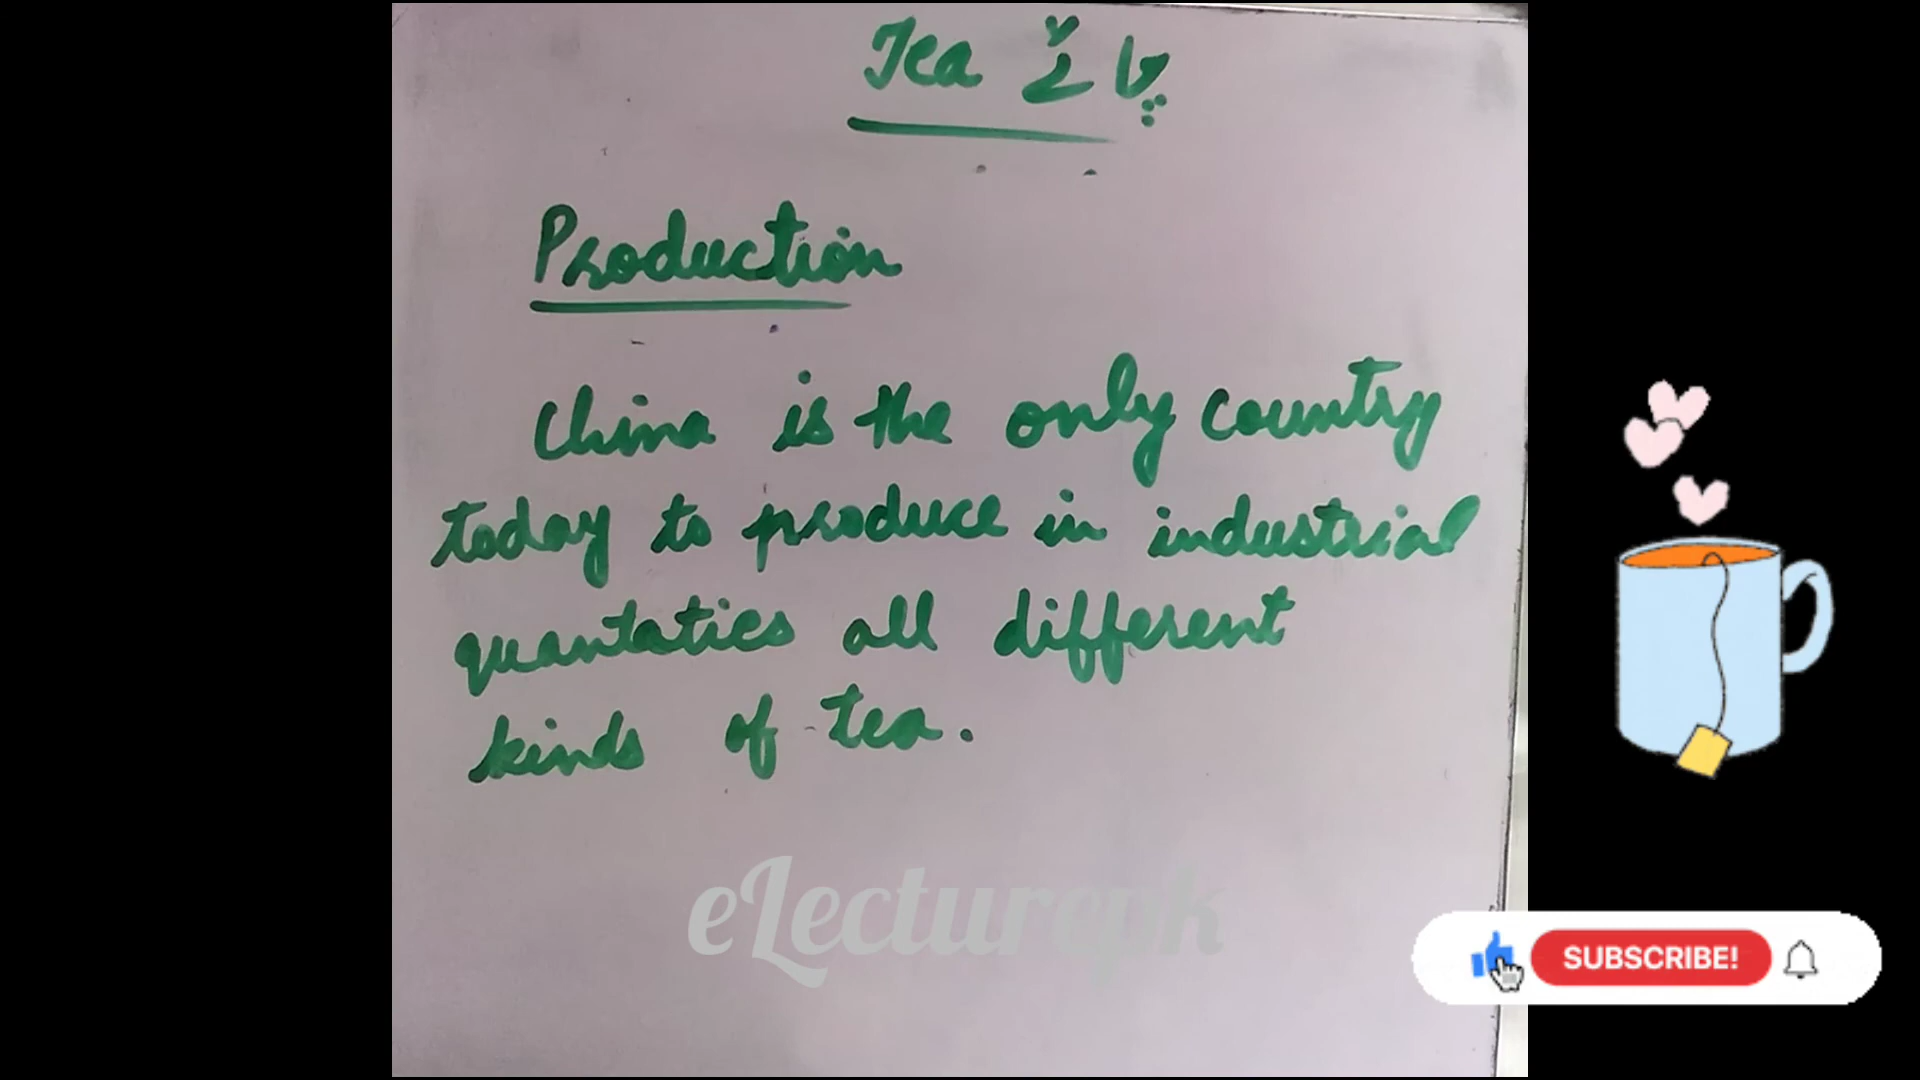 Tea چائے
Production
China is the only country
today to produce in industrial
quantatics all different
kinds of tea.
eLecturepk
SUBSCRIBE!